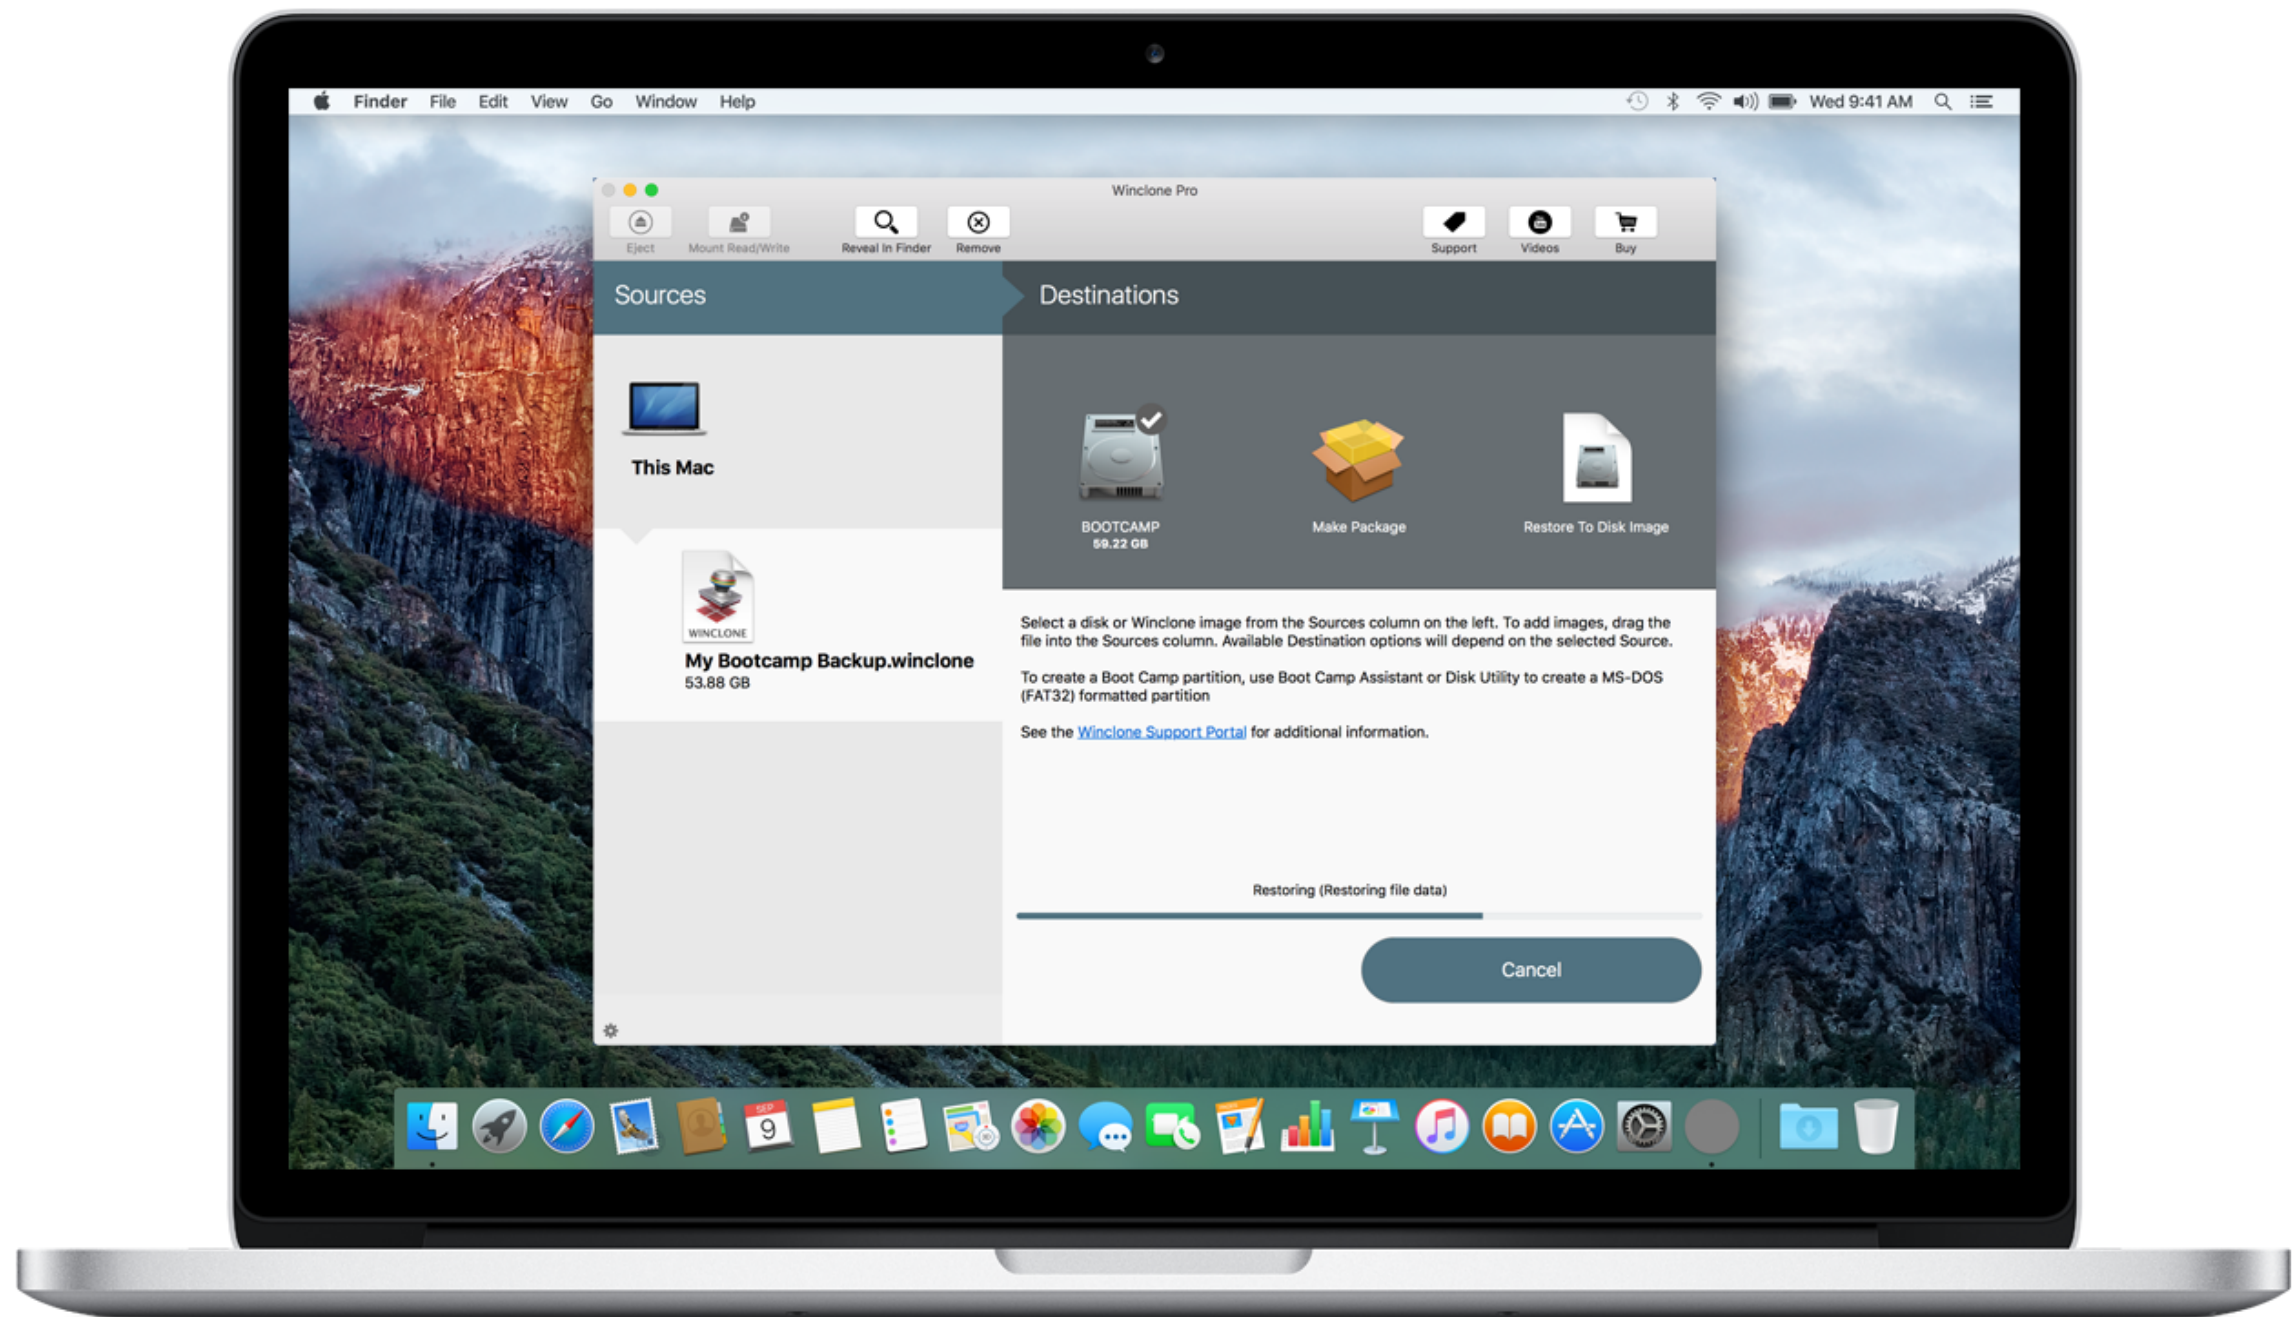 Finder File Edit View Go Window Help Wed 9:41 AM
Winclone Pro
Eject Mount Read/Write Reveal In Finder Remove Support Videos Buy
Sources
Destinations
This Mac
WINCLONE
My Bootcamp Backup.winclone
53.88 GB
BOOTCAMP
59.22 GB
Make Package
Restore To Disk Image
Select a disk or Winclone image from the Sources column on the left. To add images, drag the
file into the Sources column. Available Destination options will depend on the selected Source.
To create a Boot Camp partition, use Boot Camp Assistant or Disk Utility to create a MS-DOS
(FAT32) formatted partition
See the Winclone Support Portal for additional information.
Restoring (Restoring file data)
Cancel
SEP
9